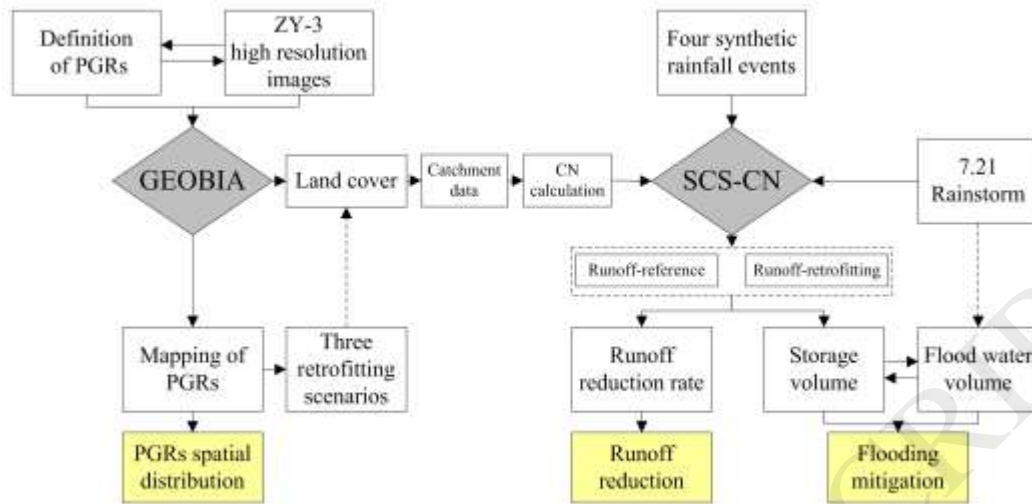 Definition
of PGRs
ZY-3
high resolution
images
Four synthetic
rainfall events
GEOBIA
Land cover
Catchment
data
CN
calculation
SCS-CN
7.21
Rainstorm
Runoff-reference
Runoff-retrofitting
Mapping of
PGRs
Three
retrofitting
scenarios
Runoff
reduction rate
Storage
volume
Flood water
volume
PGRs spatial
distribution
Runoff
reduction
Flooding
mitigation